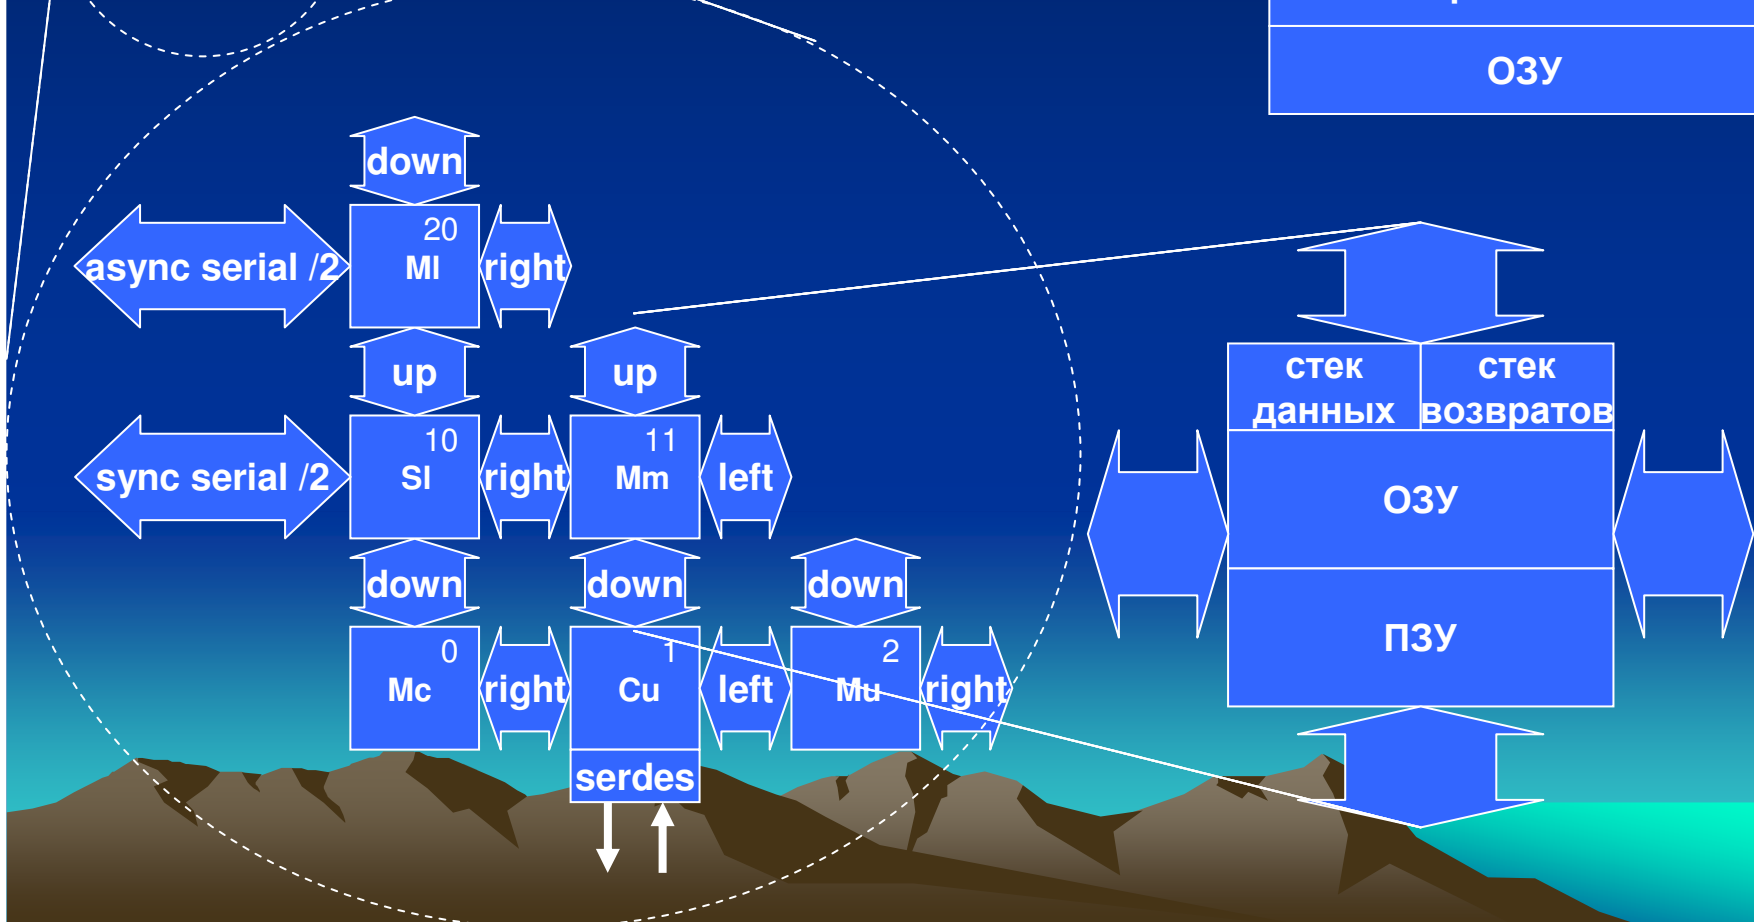 ОЗУ
down
20
async serial /2
Ml
right
up
up
стек данных
стек возвратов
10
11
sync serial /2
Sl
right
Mm
left
ОЗУ
down
down
down
0
1
2
ПЗУ
Mc
right
Cu
left
Mu
right
serdes